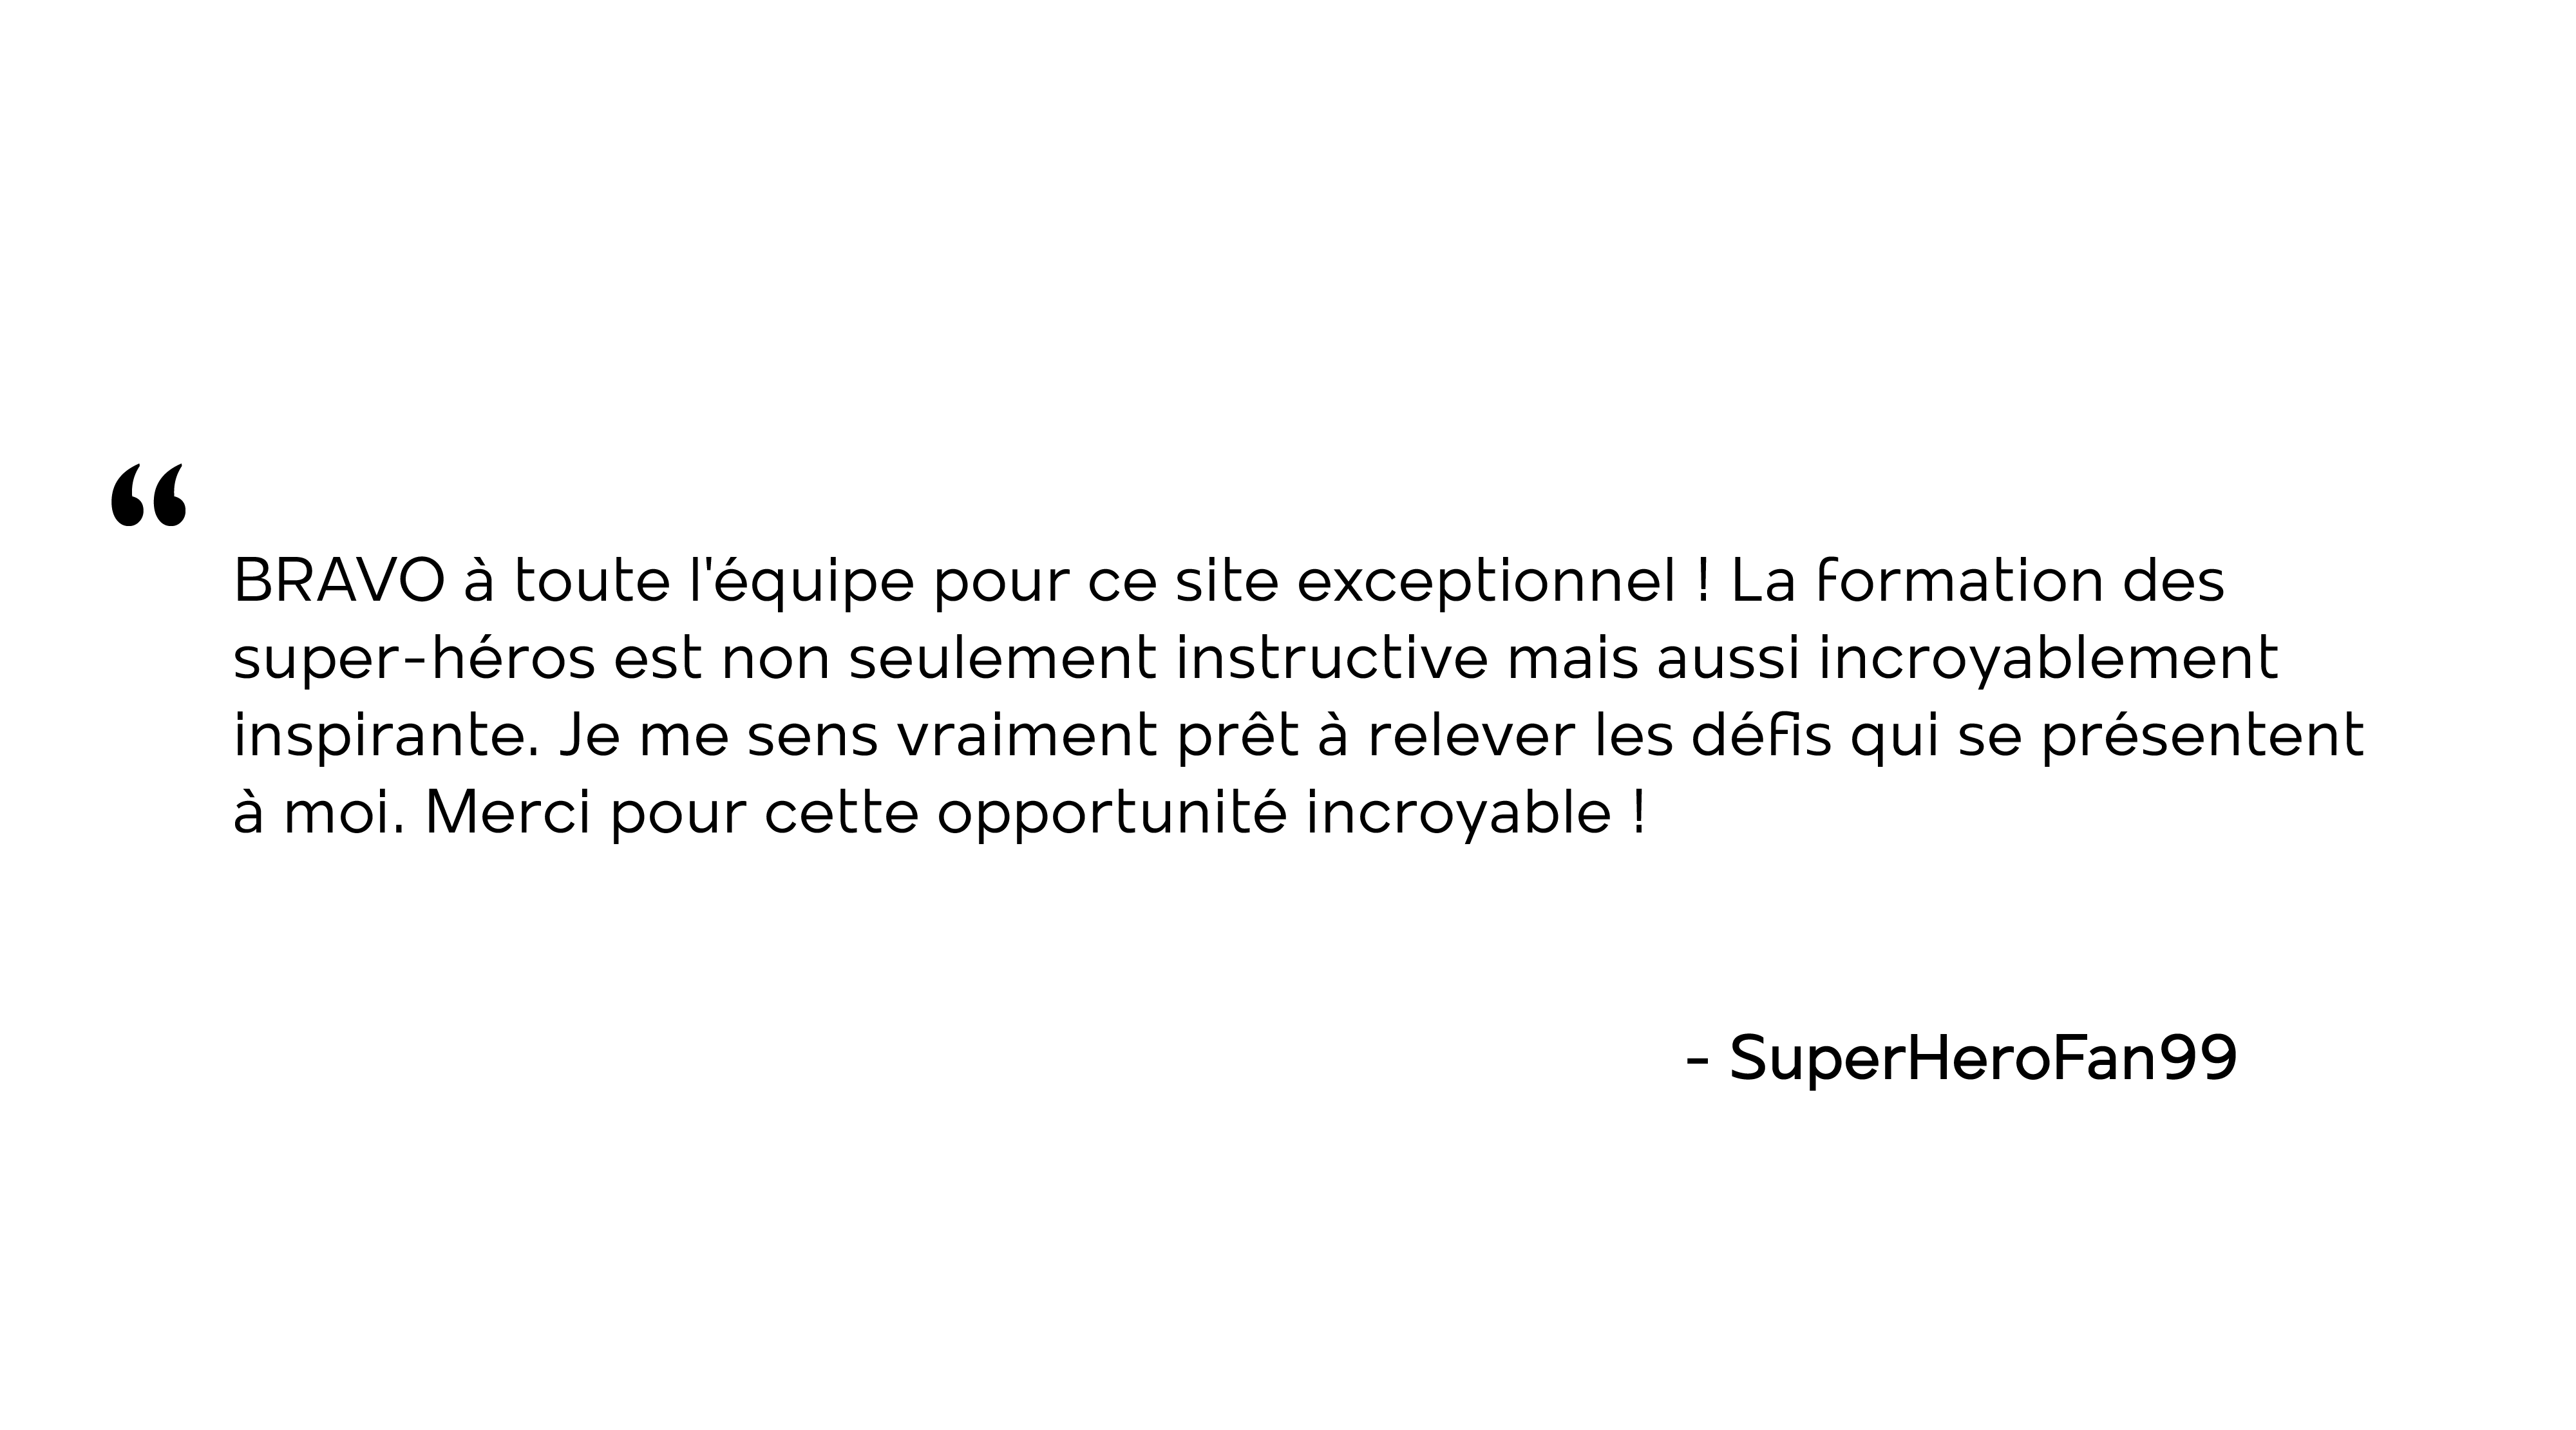 “
BRAVO à toute l'équipe pour ce site exceptionnel ! La formation des
super-héros est non seulement instructive mais aussi incroyablement
inspirante. Je me sens vraiment prêt à relever les défis qui se présentent
à moi. Merci pour cette opportunité incroyable !
- SuperHeroFan99